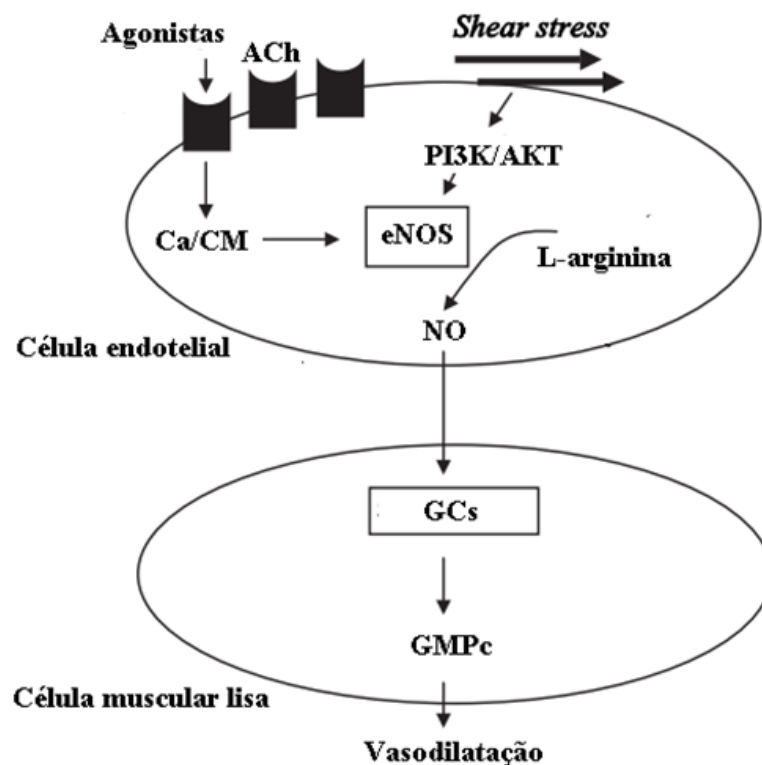 Agonistas
ACh
Shear stress
PI3K/AKT
Ca/CM
eNOS
L-arginina
NO
Célula endotelial
GCs
GMPc
Célula muscular lisa
Vasodilatação